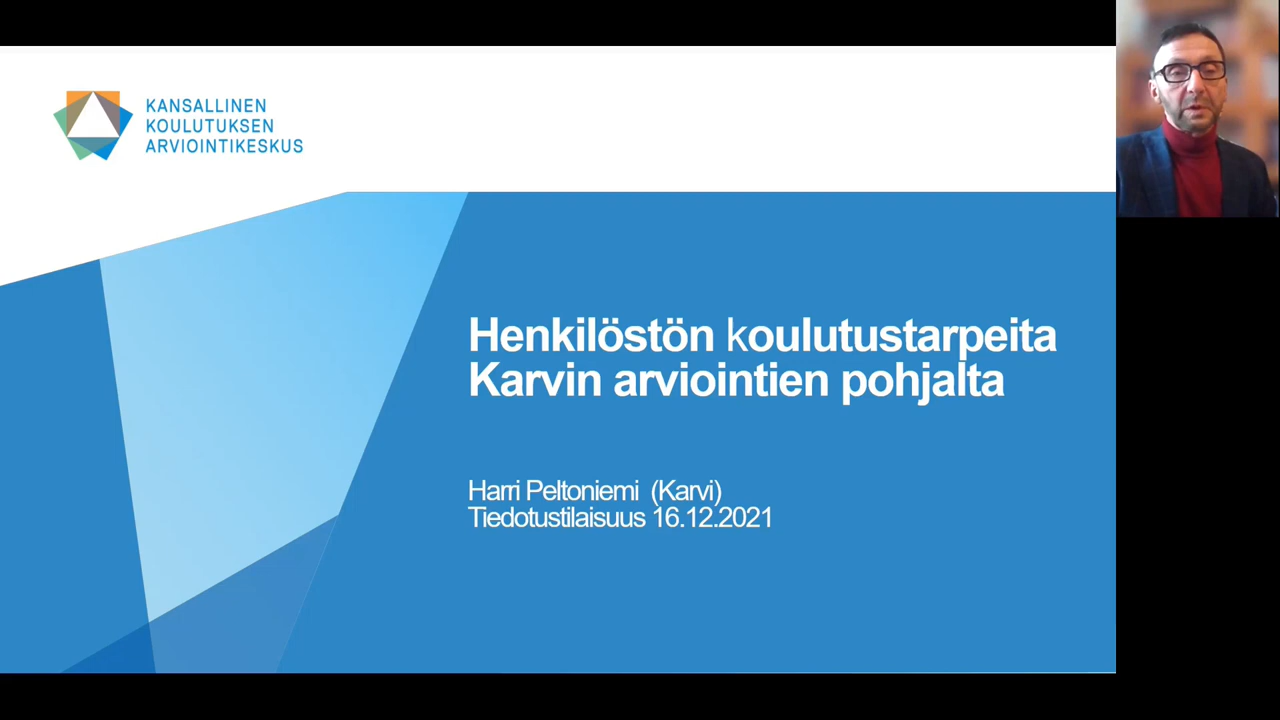 KANSALLINEN
KOULUTUKSEN
ARVIOINTIKESKUS
Henkilöstön koulutustarpeita
Karvin arviointien pohjalta
Harri Peltoniemi (Karvi)
Tiedotustilaisuus 16.12.2021